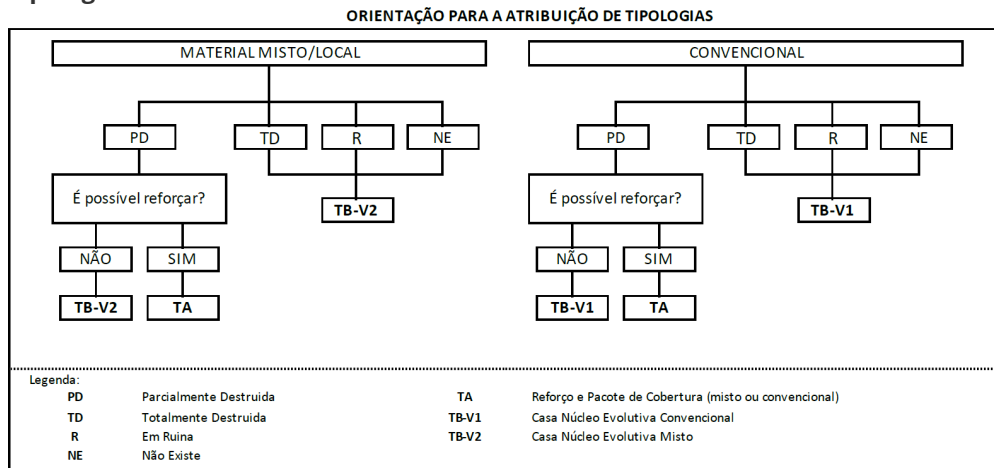 ORIENTAÇÃO PARA A ATRIBUIÇÃO DE TIPOLOGIAS
MATERIAL MISTO/LOCAL
PD TD R NE
É possível reforçar?
TB-V2
NÃO SIM
TB-V2 TA
CONVENCIONAL
PD TD R NE
É possível reforçar?
TB-V1
NÃO SIM
TB-V1 TA
Legenda:
PD Parcialmente Destruida
TD Totalmente Destruida
R Em Ruina
NE Não Existe
TA Reforço e Pacote de Cobertura (misto ou convencional)
TB-V1 Casa Núcleo Evolutiva Convencional
TB-V2 Casa Núcleo Evolutiva Misto